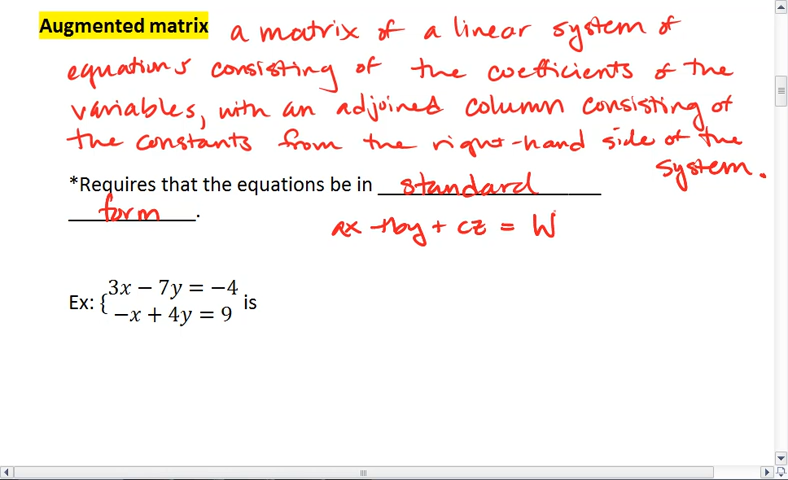 Augmented matrix a matrix of a linear system of
equations consisting of the coefficients of the
variables, with an adjoined column consisting of
the constants from the right-hand side of the
system.
*Requires that the equations be in standard
form.
ax + by + cz = W
3x − 7y = −4
Ex: { is
−x + 4y = 9